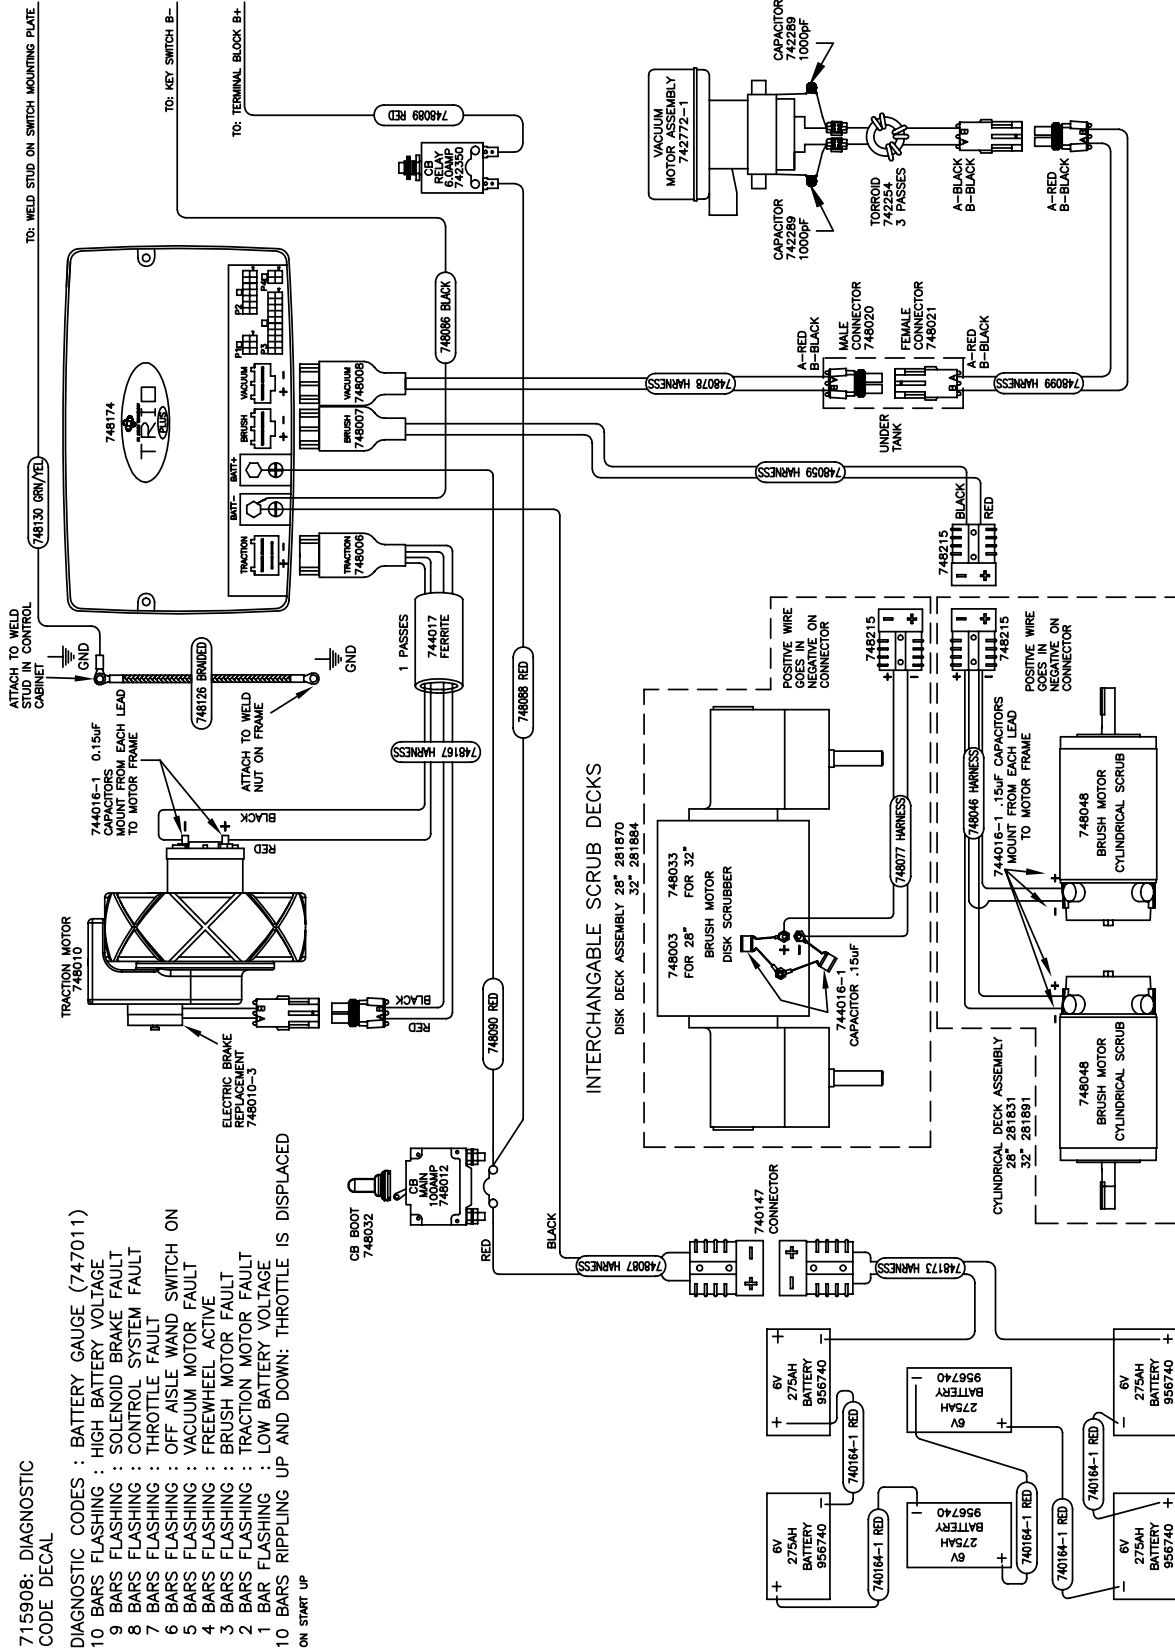 715908: DIAGNOSTIC
CODE DECAL
DIAGNOSTIC CODES : BATTERY GAUGE (747011)
10 BARS FLASHING : HIGH BATTERY VOLTAGE
9 BARS FLASHING : SOLENOID BRAKE FAULT
8 BARS FLASHING : CONTROL SYSTEM FAULT
7 BARS FLASHING : THROTTLE FAULT
6 BARS FLASHING : OFF AISLE WAND SWITCH ON
5 BARS FLASHING : VACUUM MOTOR FAULT
4 BARS FLASHING : FREEWHEEL ACTIVE
3 BARS FLASHING : BRUSH MOTOR FAULT
2 BARS FLASHING : TRACTION MOTOR FAULT
1 BAR FLASHING : LOW BATTERY VOLTAGE
10 BARS RIPPLING UP AND DOWN: THROTTLE IS DISPLACED
ON START UP
TRACTION MOTOR
748010
ELECTRIC BRAKE
REPLACEMENT
748010-3
B
A
A
B
BLACK
RED
744016-1 0.15uF
CAPACITORS
MOUNT FROM EACH LEAD
TO MOTOR FRAME
-
+
BLACK
RED
ATTACH TO WELD
STUD IN CONTROL
CABINET
GND
748126 BRAIDED
GND
ATTACH TO WELD
NUT ON FRAME
748130 GRN/YEL
TO: WELD STUD ON SWITCH MOUNTING PLATE
TO: KEY SWITCH B-
TO: TERMINAL BLOCK B+
748174
TRIO
PLUS
TRACTION
+ -
BATT-
BATT+
BRUSH
+ -
VACUUM
+ -
P1
P2
P3
P4
TRACTION
748006
BRUSH
748007
VACUUM
748008
1 PASSES
744017
FERRITE
748167 HARNESS
748086 BLACK
748089 RED
CB
RELAY
6.0AMP
742350
748088 RED
748090 RED
CB BOOT
748032
CB
MAIN
100AMP
748012
RED
BLACK
748087 HARNESS
740147
CONNECTOR
- +
+ -
748173 HARNESS
VACUUM
MOTOR ASSEMBLY
742772-1
CAPACITOR
742289
1000pF
CAPACITOR
742289
1000pF
TORROID
742254
3 PASSES
A-BLACK
B-BLACK
A-RED
B-BLACK
748099 HARNESS
A-RED
B-BLACK
FEMALE
CONNECTOR
748021
MALE
CONNECTOR
748020
A-RED
B-BLACK
UNDER
TANK
748078 HARNESS
748059 HARNESS
BLACK
RED
748215
- +
INTERCHANGABLE SCRUB DECKS
DISK DECK ASSEMBLY 28" 281870
32" 281884
748003
FOR 28"
748033
FOR 32"
BRUSH MOTOR
DISK SCRUBBER
+
-
744016-1
CAPACITOR .15uF
748077 HARNESS
748215
- +
+ -
POSITIVE WIRE
GOES IN
NEGATIVE ON
CONNECTOR
748215
- +
+ -
POSITIVE WIRE
GOES IN
NEGATIVE ON
CONNECTOR
748046 HARNESS
744016-1 .15uF CAPACITORS
MOUNT FROM EACH LEAD
TO MOTOR FRAME
748048
BRUSH MOTOR
CYLINDRICAL SCRUB
+
-
748048
BRUSH MOTOR
CYLINDRICAL SCRUB
+
-
CYLINDRICAL DECK ASSEMBLY
28" 281831
32" 281891
6V
275AH
BATTERY
956740
+ -
740164-1 RED
6V
275AH
BATTERY
956740
+ -
740164-1 RED
6V
275AH
BATTERY
956740
+ -
740164-1 RED
6V
275AH
BATTERY
956740
+ -
740164-1 RED
6V
275AH
BATTERY
956740
- +
740164-1 RED
6V
275AH
BATTERY
956740
- +